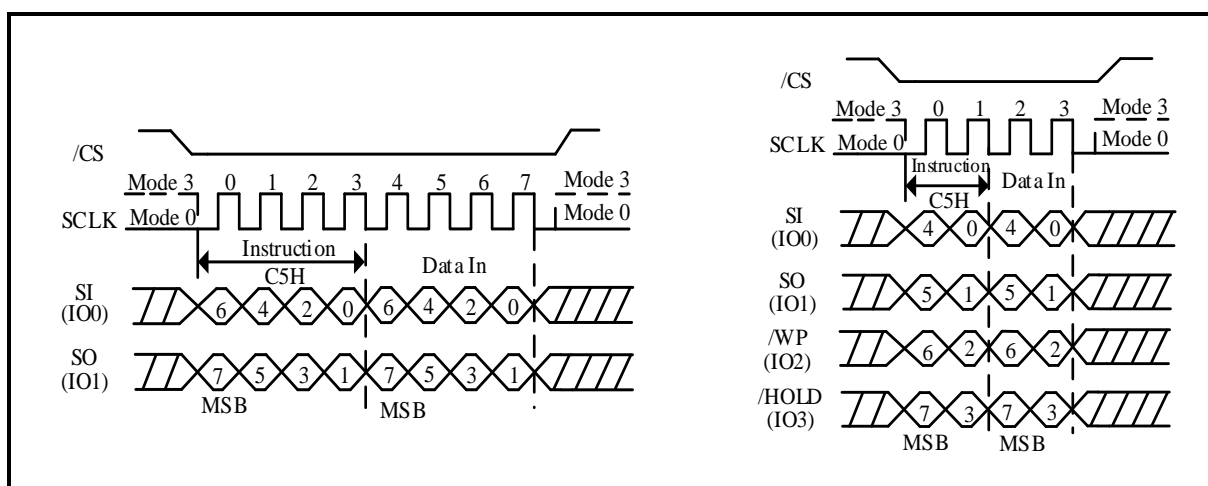 /CS
Mode 3 0 1 2 3 4 5 6 7 Mode 3
SCLK Mode 0 Mode 0
Instruction
C5H
Data In
SI
(IO0)
6 4 2 0 6 4 2 0
SO
(IO1)
7 5 3 1 7 5 3 1
MSB MSB
/CS
Mode 3 0 1 2 3 Mode 3
SCLK Mode 0 Mode 0
Instruction
C5H
Data In
SI
(IO0)
4 0 4 0
SO
(IO1)
5 1 5 1
/WP
(IO2)
6 2 6 2
/HOLD
(IO3)
7 3 7 3
MSB MSB